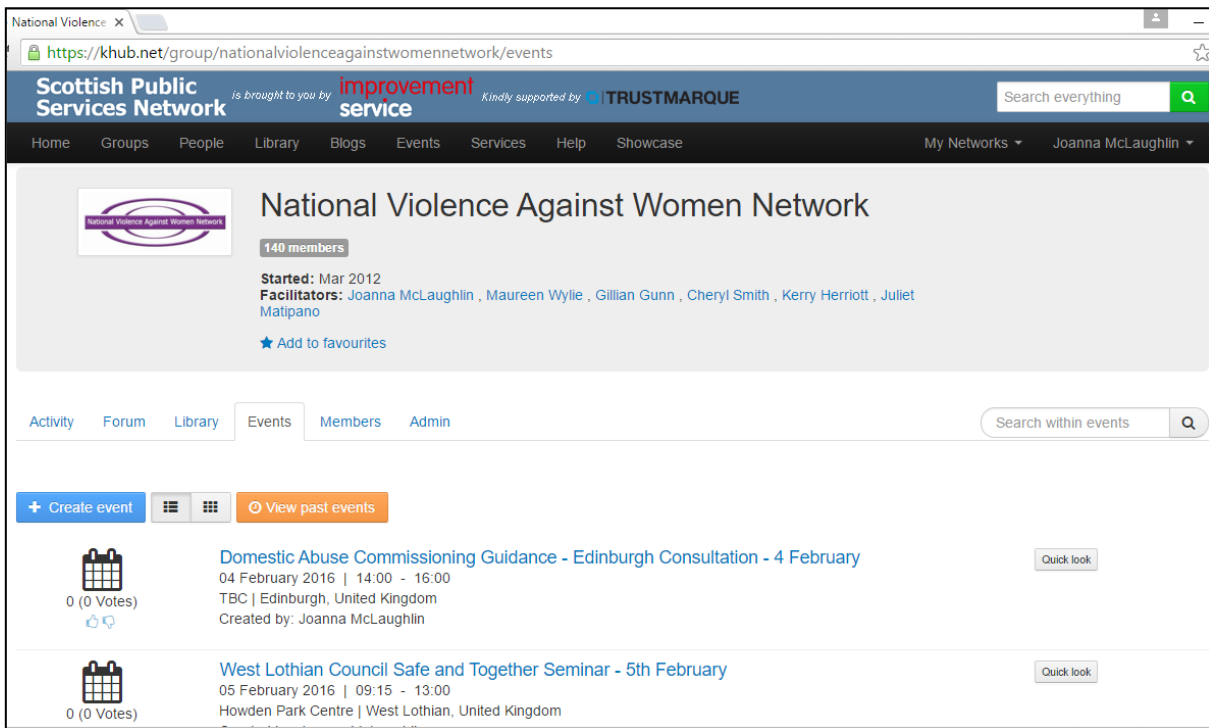 National Violence
https://khub.net/group/nationalviolenceagainstwomennetwork/events
Scottish Public
Services Network
is brought to you by
improvement
service
Kindly supported by
TRUSTMARQUE
Search everything
Home Groups People Library Blogs Events Services Help Showcase My Networks Joanna McLaughlin
National Violence Against Women Network
National Violence Against Women Network
140 members
Started: Mar 2012
Facilitators: Joanna McLaughlin , Maureen Wylie , Gillian Gunn , Cheryl Smith , Kerry Herriott , Juliet
Matipano
Add to favourites
Activity Forum Library Events Members Admin Search within events
+ Create event View past events
Domestic Abuse Commissioning Guidance - Edinburgh Consultation - 4 February Quick look
04 February 2016 | 14:00 - 16:00
0 (0 Votes) TBC | Edinburgh, United Kingdom
Created by: Joanna McLaughlin
West Lothian Council Safe and Together Seminar - 5th February Quick look
05 February 2016 | 09:15 - 13:00
0 (0 Votes) Howden Park Centre | West Lothian, United Kingdom